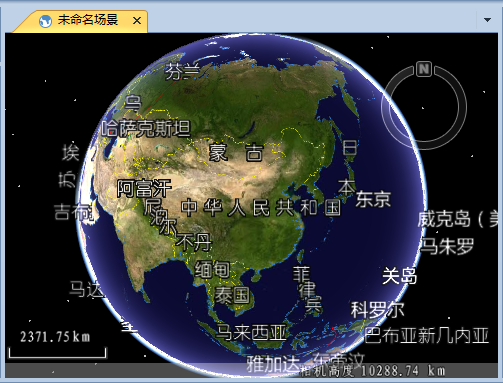 未命名场景
N
芬兰
乌
哈萨克斯坦
蒙 古
日本
埃
阿富汗
尼泊尔
中华人民共和国
东京
吉布
威克岛（美
不丹
马朱罗
缅甸
菲律宾
关岛
马达
泰国
科罗尔
马来西亚
巴布亚新几内亚
2371.75km
雅加达
东帝汶
相机高度 10288.74 km